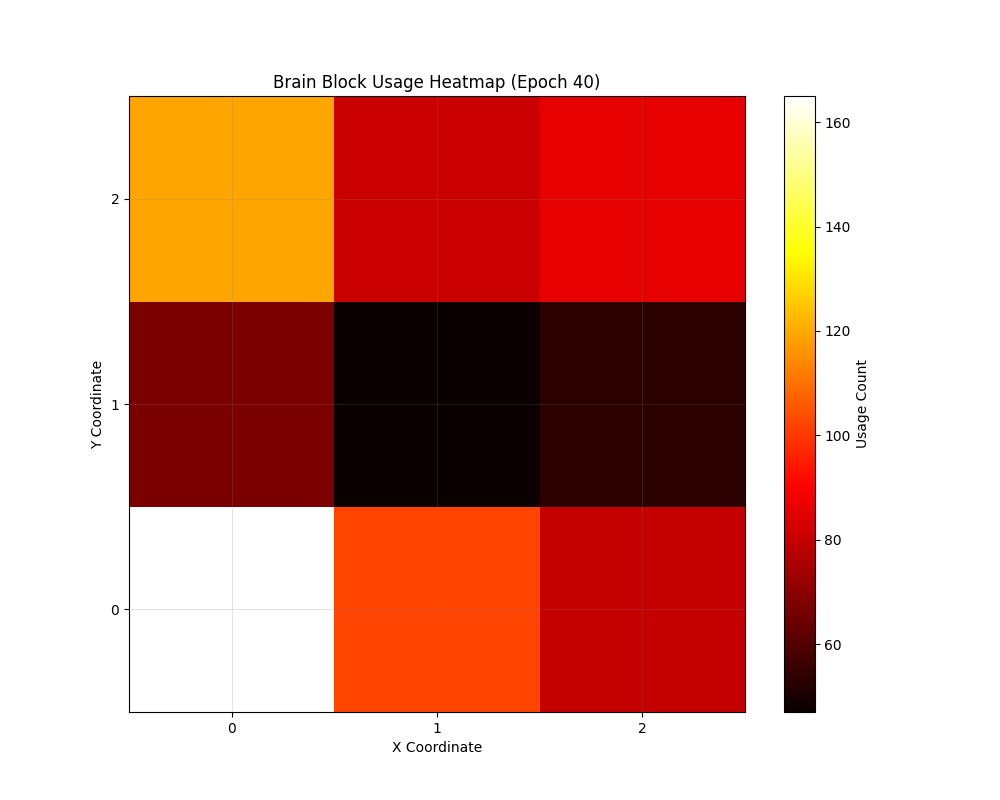 Brain Block Usage Heatmap (Epoch 40)
2
1
0
Y Coordinate
0 1 2
X Coordinate
160
140
120
100
80
60
Usage Count